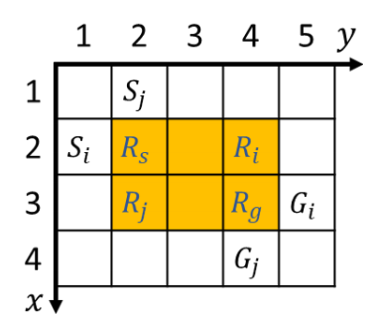 1 2 3 4 5 y
1 S_j
2 S_i R_s R_i
3 R_j R_g G_i
4 G_j
x